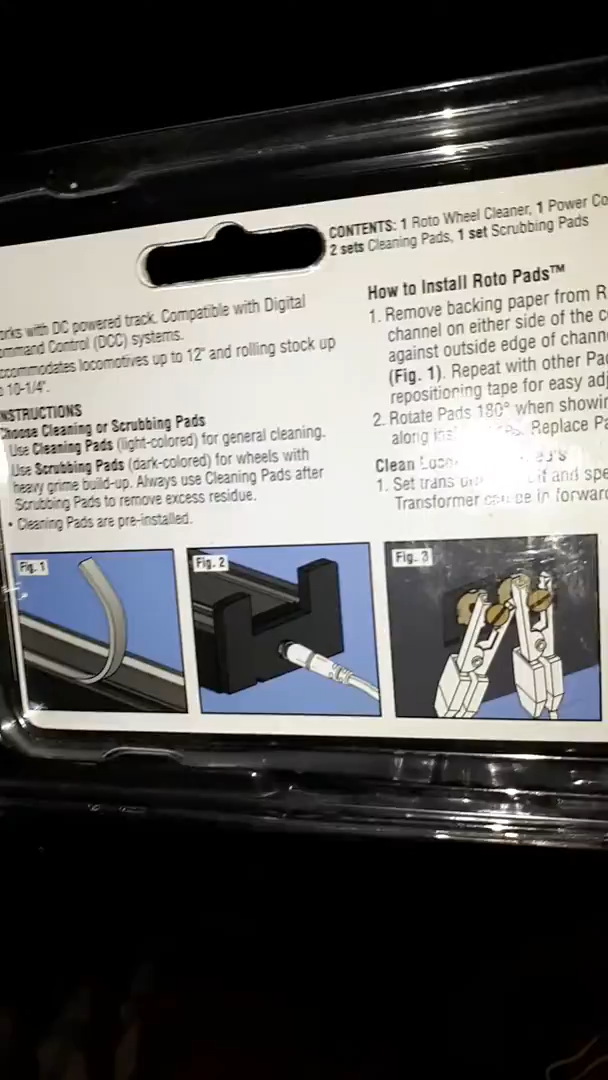 CONTENTS: 1 Roto Wheel Cleaner, 1 Power Co
2 sets Cleaning Pads, 1 set Scrubbing Pads
orks with DC powered track. Compatible with Digital
ommand Control (DCC) systems.
ccommodates locomotives up to 12" and rolling stock up
10-1/4".
NSTRUCTIONS
Choose Cleaning or Scrubbing Pads
Use Cleaning Pads (light-colored) for general cleaning.
Use Scrubbing Pads (dark-colored) for wheels with
heavy grime build-up. Always use Cleaning Pads after
Scrubbing Pads to remove excess residue.
• Cleaning Pads are pre-installed.
How to Install Roto Pads™
1. Remove backing paper from R
channel on either side of the c
against outside edge of chann
(Fig. 1). Repeat with other Pa
repositioning tape for easy adj
2. Rotate Pads 180° when showin
along Replace Pa
Clean
1. Set and spe
Transformer can be in forward
Fig. 1
Fig. 2
Fig. 3